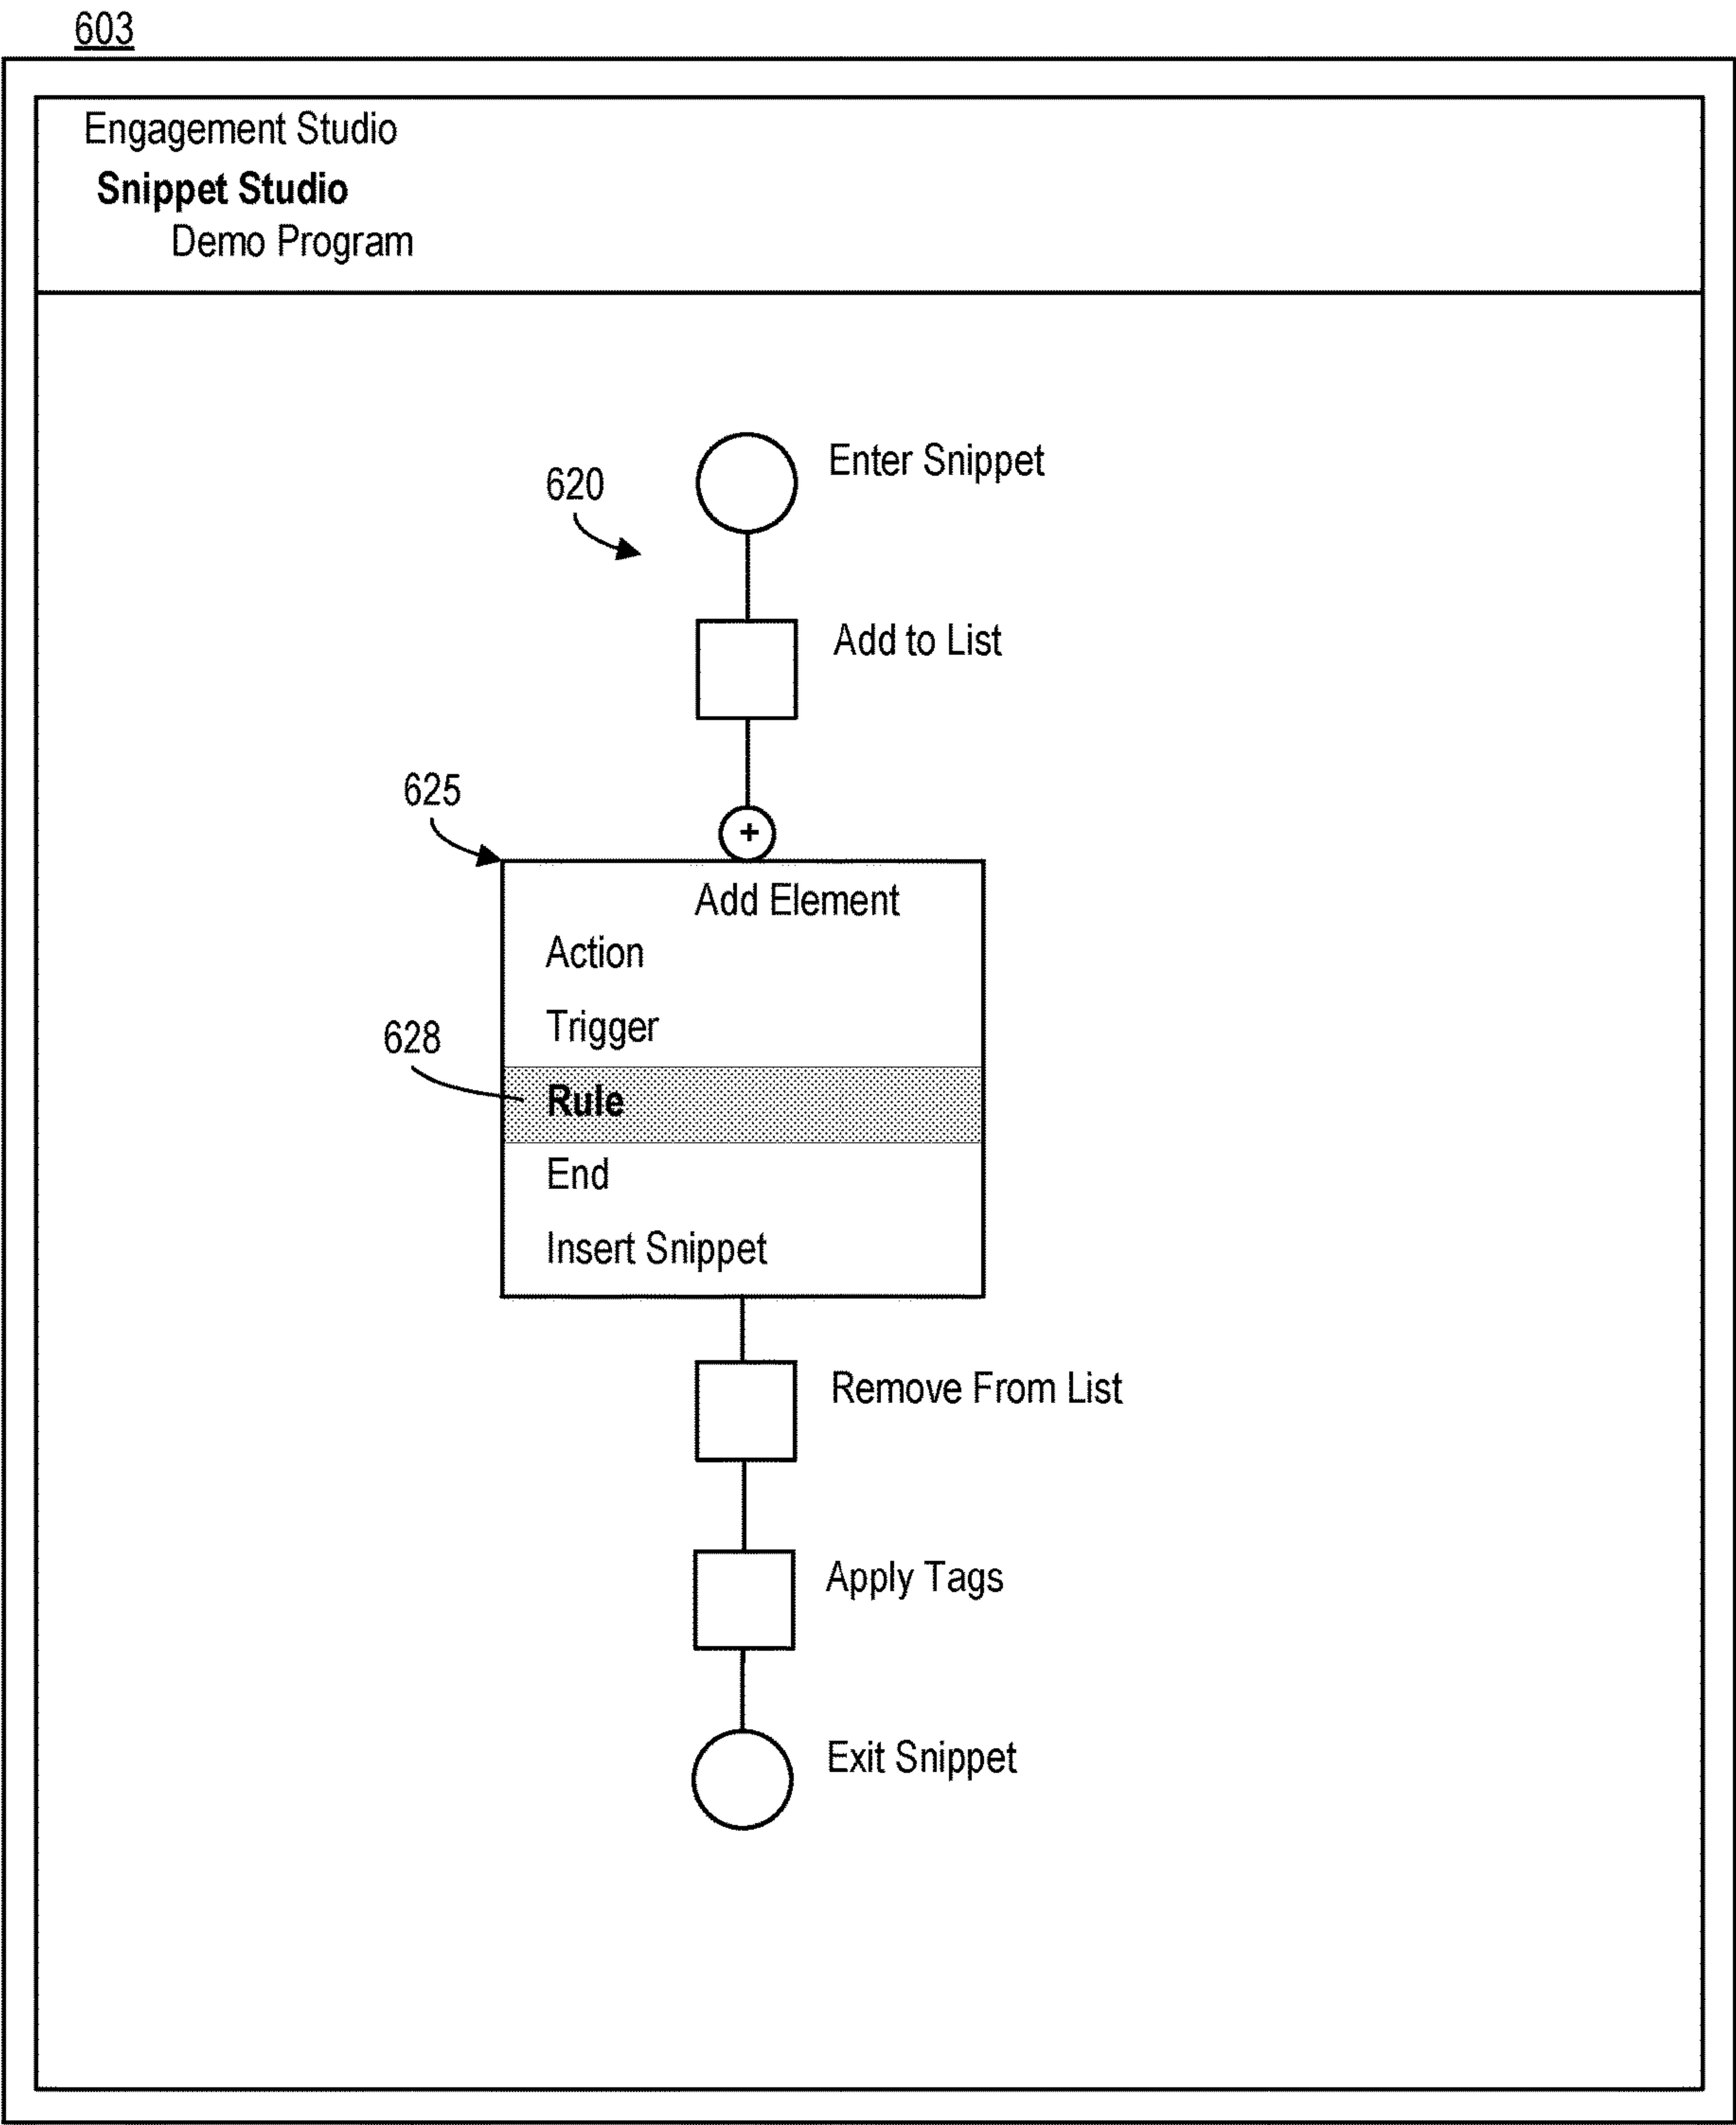 603
Engagement Studio
Snippet Studio
Demo Program
Enter Snippet
620
Add to List
625
+
Add Element
Action
Trigger
628
Rule
End
Insert Snippet
Remove From List
Apply Tags
Exit Snippet